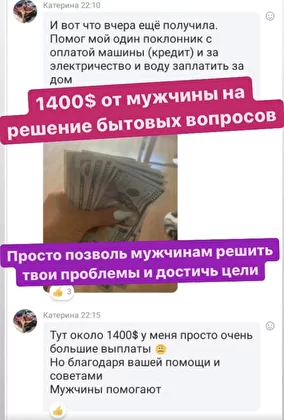 Катерина 22:10
И вот что вчера ещё получила.
Помог мой один поклонник с
оплатой машины (кредит) и за
электричество и воду заплатить за
дом
1400$ от мужчины на
решение бытовых вопросов
Просто позволь мужчинам решить
твои проблемы и достичь цели
3
Катерина 22:15
Тут около 1400$ у меня просто очень
большие выплаты 😩
Но благодаря вашей помощи и
советами
Мужчины помогают